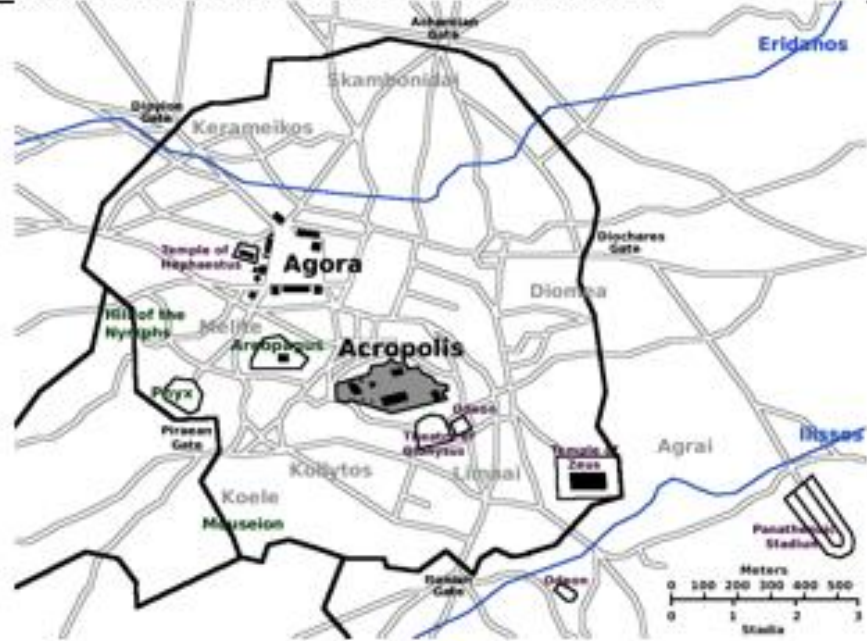 Acharnian
Gate
Eridanos
Skambonidai
Dipylon
Gate
Kerameikos
Diochares
Gate
Temple of
Hephaestus
Agora
Diomea
Hill of the
Nymphs
Melite
Areopagus
Acropolis
Pnyx
Odeon
Piraean
Gate
Theatre of
Dionysus
Temple of
Zeus
Agrai
Ilissos
Kollytos
Limnai
Koele
Mouseion
Panathenaic
Stadium
Itonian
Gate
Odeon
Meters
0 100 200 300 400 500
0 1 2 3
Stadia